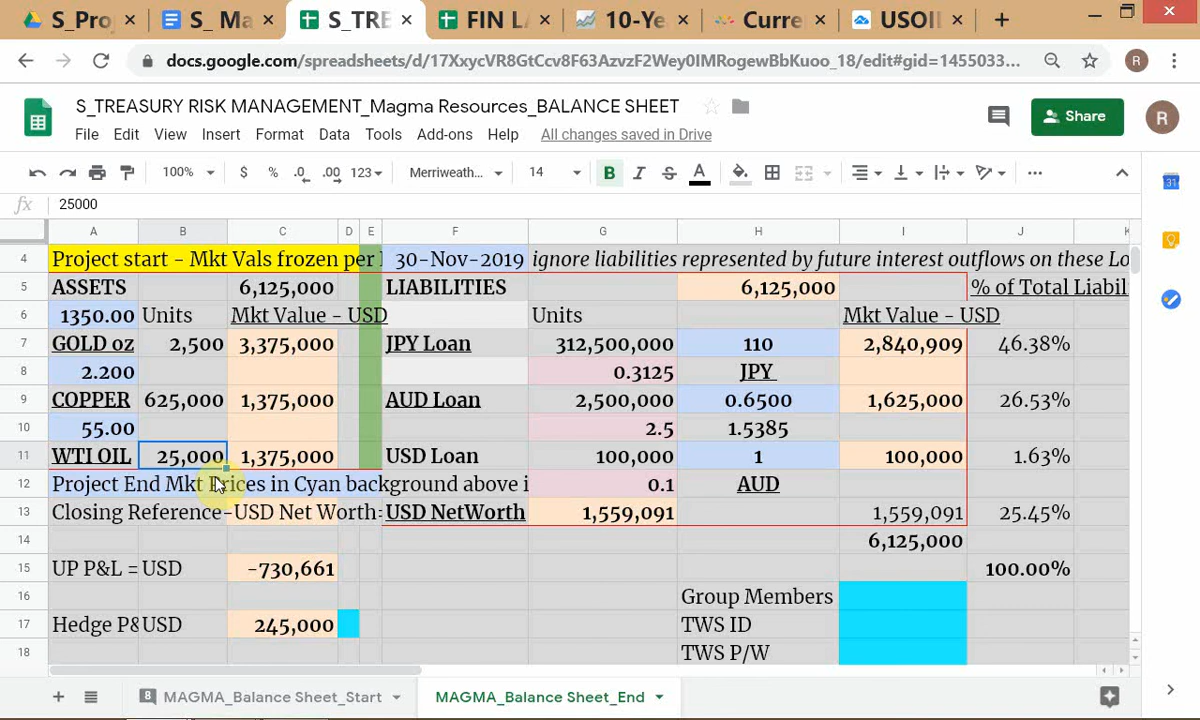 S_Proj
S_ Ma
S_TRE
FIN L
10-Ye
Curre
USOIL
docs.google.com/spreadsheets/d/17XxycVR8GtCcv8F63AzvzF2Wey0IMRogewBbKuoo_18/edit#gid=1455033...
R
S_TREASURY RISK MANAGEMENT_Magma Resources_BALANCE SHEET
Share
R
File Edit View Insert Format Data Tools Add-ons Help All changes saved in Drive
100% $ % .0 .00 123 Merriweath... 14 B I S A
31
fx 25000
A B C D E F G H I J K
4 Project start - Mkt Vals frozen per 30-Nov-2019 ignore liabilities represented by future interest outflows on these Lo
5 ASSETS 6,125,000 LIABILITIES 6,125,000 % of Total Liabil
6 1350.00 Units Mkt Value - USD Units Mkt Value - USD
7 GOLD oz 2,500 3,375,000 JPY Loan 312,500,000 110 2,840,909 46.38%
8 2.200 0.3125 JPY
9 COPPER 625,000 1,375,000 AUD Loan 2,500,000 0.6500 1,625,000 26.53%
10 55.00 2.5 1.5385
11 WTI OIL 25,000 1,375,000 USD Loan 100,000 1 100,000 1.63%
12 Project End Mkt Prices in Cyan background above i 0.1 AUD
13 Closing Reference-USD Net Worth= USD NetWorth 1,559,091 1,559,091 25.45%
14 6,125,000
15 UP P&L = USD -730,661 100.00%
16 Group Members
17 Hedge P& USD 245,000 TWS ID
18 TWS P/W
8 MAGMA_Balance Sheet_Start MAGMA_Balance Sheet_End